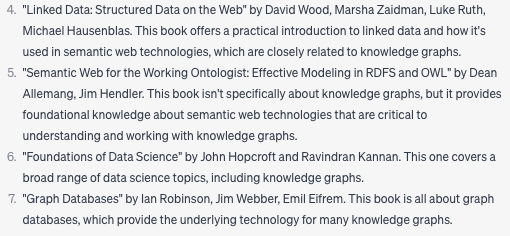 4. "Linked Data: Structured Data on the Web" by David Wood, Marsha Zaidman, Luke Ruth,
Michael Hausenblas. This book offers a practical introduction to linked data and how it's
used in semantic web technologies, which are closely related to knowledge graphs.
5. "Semantic Web for the Working Ontologist: Effective Modeling in RDFS and OWL" by Dean
Allemang, Jim Hendler. This book isn't specifically about knowledge graphs, but it provides
foundational knowledge about semantic web technologies that are critical to
understanding and working with knowledge graphs.
6. "Foundations of Data Science" by John Hopcroft and Ravindran Kannan. This one covers a
broad range of data science topics, including knowledge graphs.
7. "Graph Databases" by Ian Robinson, Jim Webber, Emil Eifrem. This book is all about graph
databases, which provide the underlying technology for many knowledge graphs.